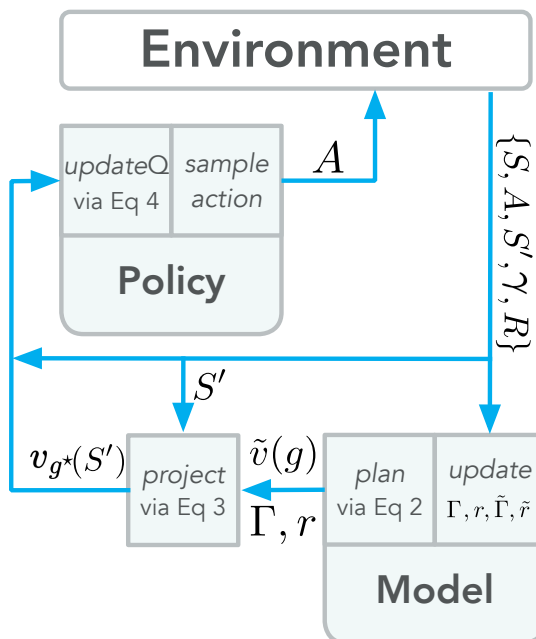 Environment
updateQ
via Eq 4
sample
action
A
Policy
{S, A, S′, γ, R}
S′
v_{g⋆}(S′)
project
via Eq 3
ṽ(g)
Γ, r
plan
via Eq 2
update
Γ, r, Γ̃, r̃
Model